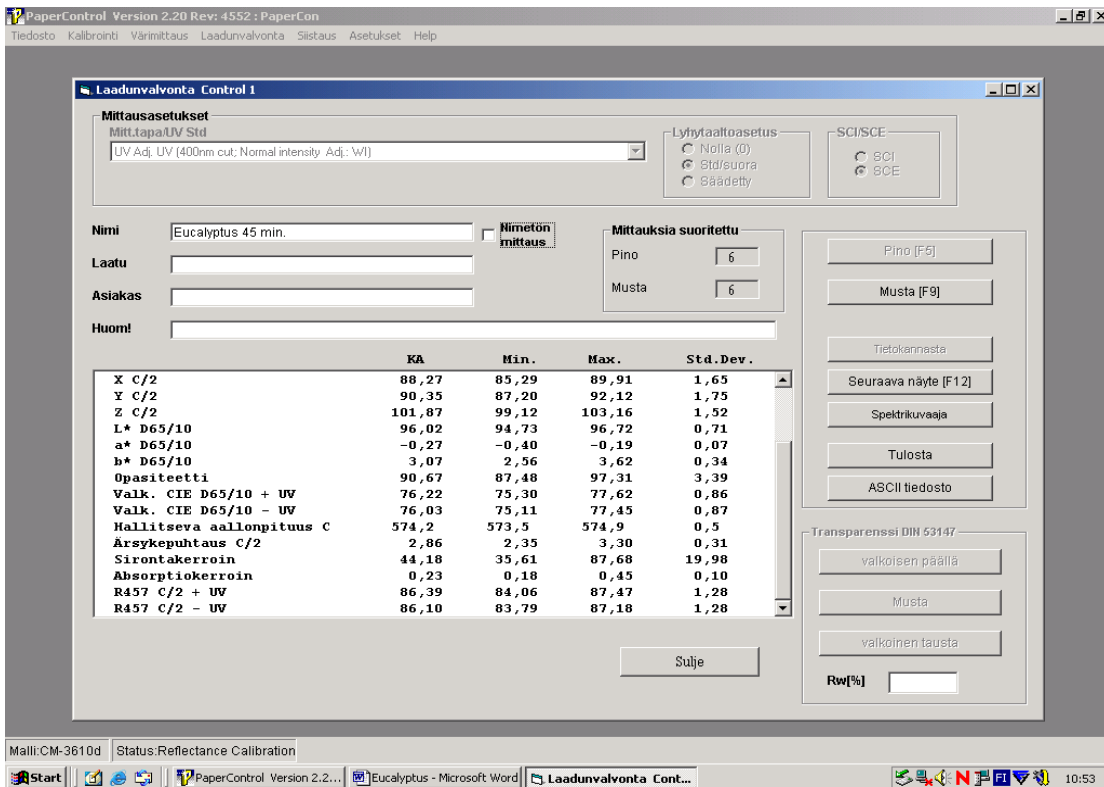 PaperControl Version 2.20 Rev: 4552 : PaperCon
Tiedosto Kalibrointi Värimittaus Laadunvalvonta Siistaus Asetukset Help
Laadunvalvonta Control 1
Mittausasetukset
Mitt.tapa/UV Std
UV Adj. UV (400nm cut; Normal intensity Adj.: WI)
Lyhytaaltoasetus
Nolla (0)
Std/suora
Säädetty
SCI/SCE
SCI
SCE
Nimi Eucalyptus 45 min.
Nimetön
mittaus
Laatu
Asiakas
Huom!
Mittauksia suoritettu
Pino 6
Musta 6
Pino [F5]
Musta [F9]
Tietokannasta
Seuraava näyte [F12]
Spektrikuvaaja
Tulosta
ASCII tiedosto
KA Min. Max. Std.Dev.
X C/2 88,27 85,29 89,91 1,65
Y C/2 90,35 87,20 92,12 1,75
Z C/2 101,87 99,12 103,16 1,52
L* D65/10 96,02 94,73 96,72 0,71
a* D65/10 -0,27 -0,40 -0,19 0,07
b* D65/10 3,07 2,56 3,62 0,34
Opasiteetti 90,67 87,48 97,31 3,39
Valk. CIE D65/10 + UV 76,22 75,30 77,62 0,86
Valk. CIE D65/10 - UV 76,03 75,11 77,45 0,87
Hallitseva aallonpituus C 574,2 573,5 574,9 0,5
Ärsykepuhtaus C/2 2,86 2,35 3,30 0,31
Sirontakerroin 44,18 35,61 87,68 19,98
Absorptiokerroin 0,23 0,18 0,45 0,10
R457 C/2 + UV 86,39 84,06 87,47 1,28
R457 C/2 - UV 86,10 83,79 87,18 1,28
Transparenssi DIN 53147
valkoisen päällä
Musta
valkoinen tausta
Rw[%]
Sulje
Malli:CM-3610d Status:Reflectance Calibration
Start PaperControl Version 2.2... Eucalyptus - Microsoft Word Laadunvalvonta Cont... N FI 10:53